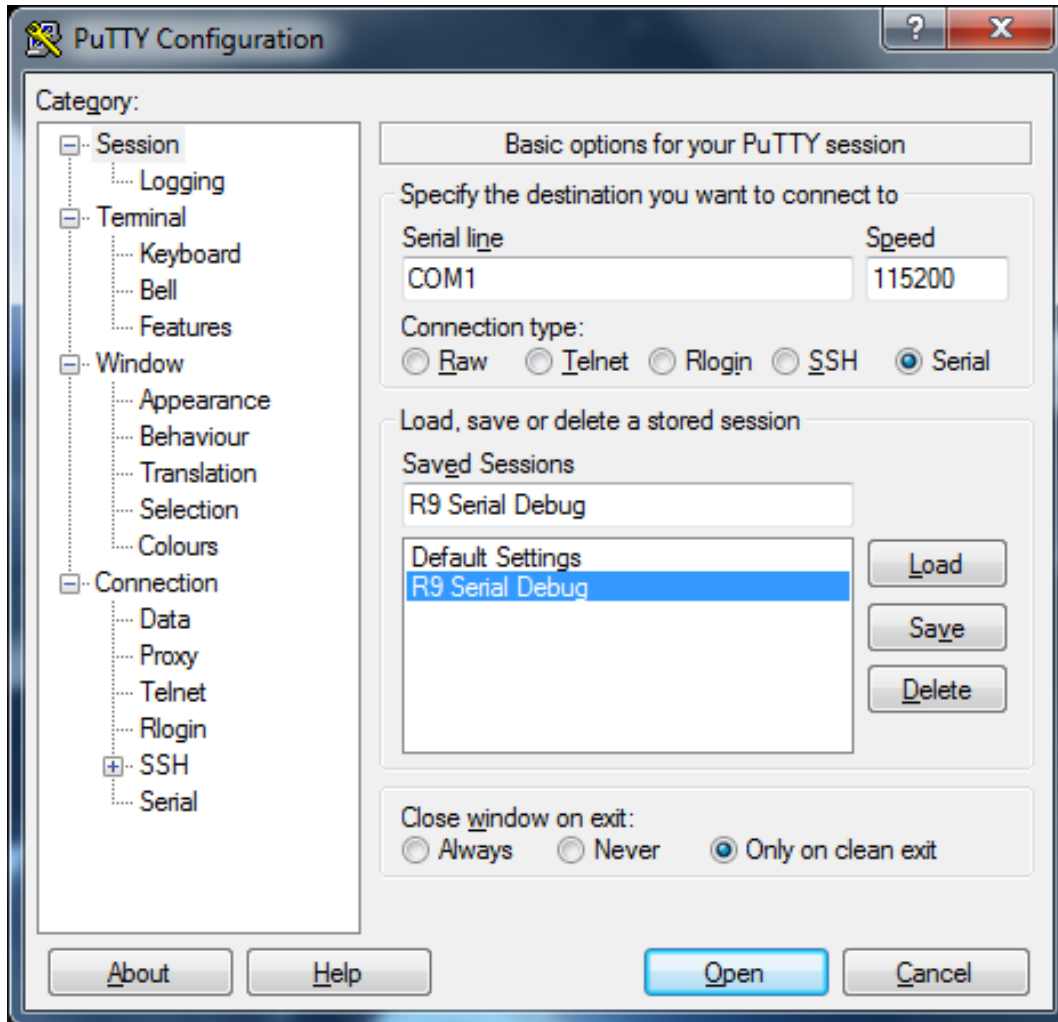 PuTTY Configuration
?
X
Category:
Session
Logging
Terminal
Keyboard
Bell
Features
Window
Appearance
Behaviour
Translation
Selection
Colours
Connection
Data
Proxy
Telnet
Rlogin
SSH
Serial
Basic options for your PuTTY session
Specify the destination you want to connect to
Serial line Speed
COM1 115200
Connection type:
Raw Telnet Rlogin SSH Serial
Load, save or delete a stored session
Saved Sessions
R9 Serial Debug
Default Settings
R9 Serial Debug
Load
Save
Delete
Close window on exit:
Always Never Only on clean exit
About Help Open Cancel